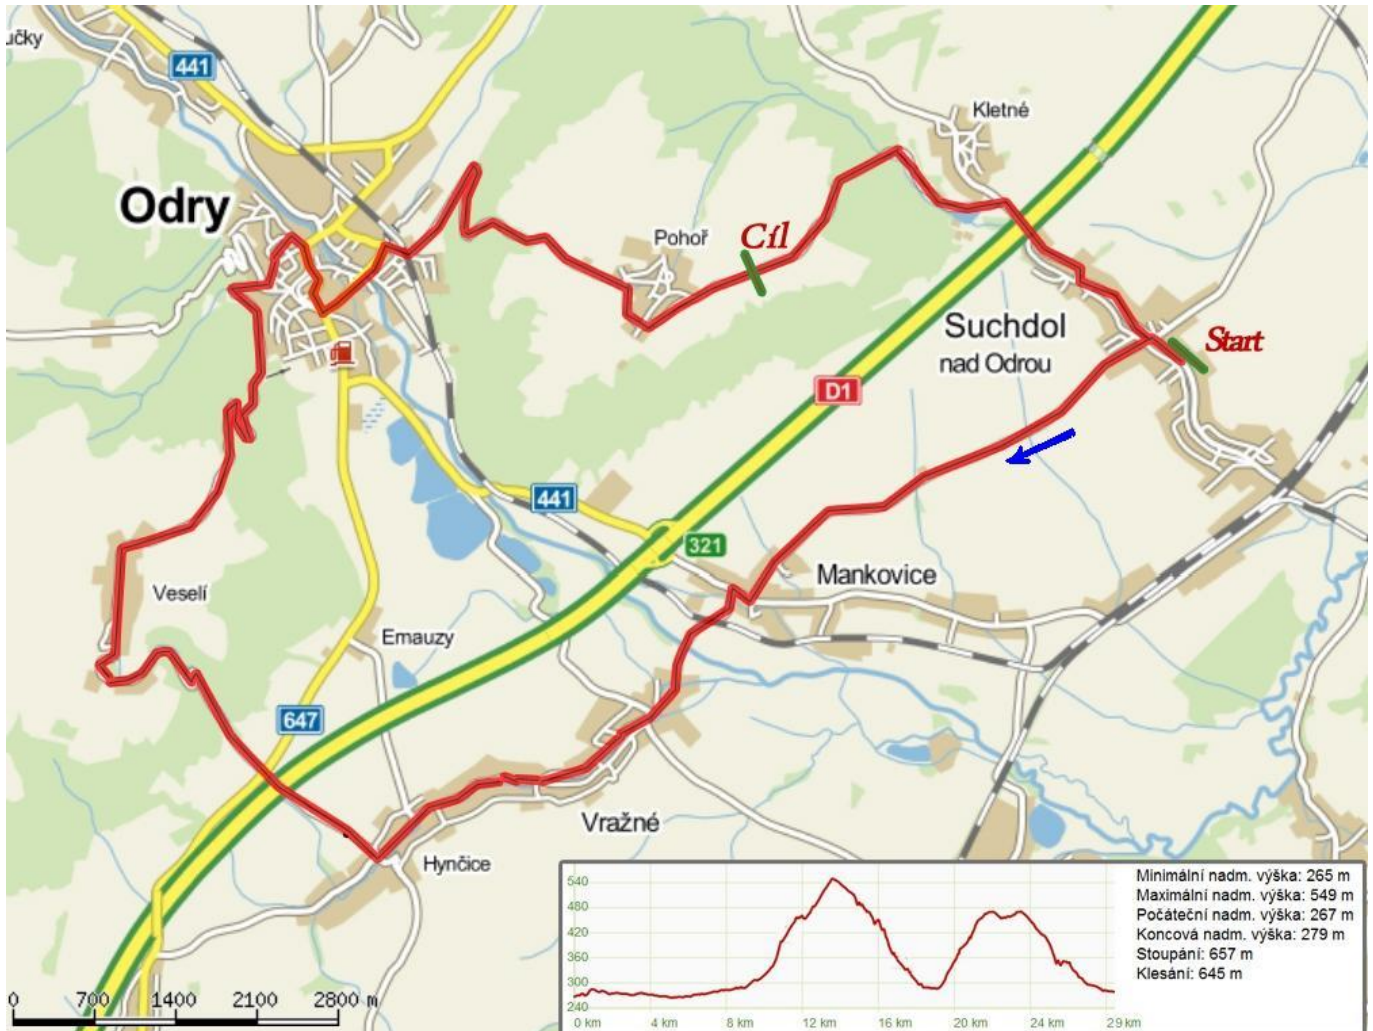 učky
441
Kletné
Odry
Pohoř
Cíl
Suchdol
nad Odrou
Start
D1
441
321
Mankovice
Veselí
Emauzy
647
Vražné
Hynčice
0 700 1400 2100 2800 m
540
480
420
360
300
240
0 km 4 km 8 km 12 km 16 km 20 km 24 km 29 km
Minimální nadm. výška: 265 m
Maximální nadm. výška: 549 m
Počáteční nadm. výška: 267 m
Koncová nadm. výška: 279 m
Stoupání: 657 m
Klesání: 645 m